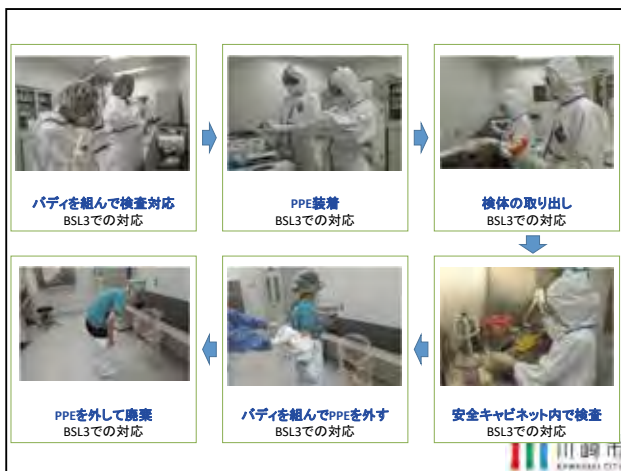 バディを組んで検査対応
BSL3での対応
PPE装着
BSL3での対応
検体の取り出し
BSL3での対応
安全キャビネット内で検査
BSL3での対応
バディを組んでPPEを外す
BSL3での対応
PPEを外して廃棄
BSL3での対応
川崎市
KAWASAKI CITY